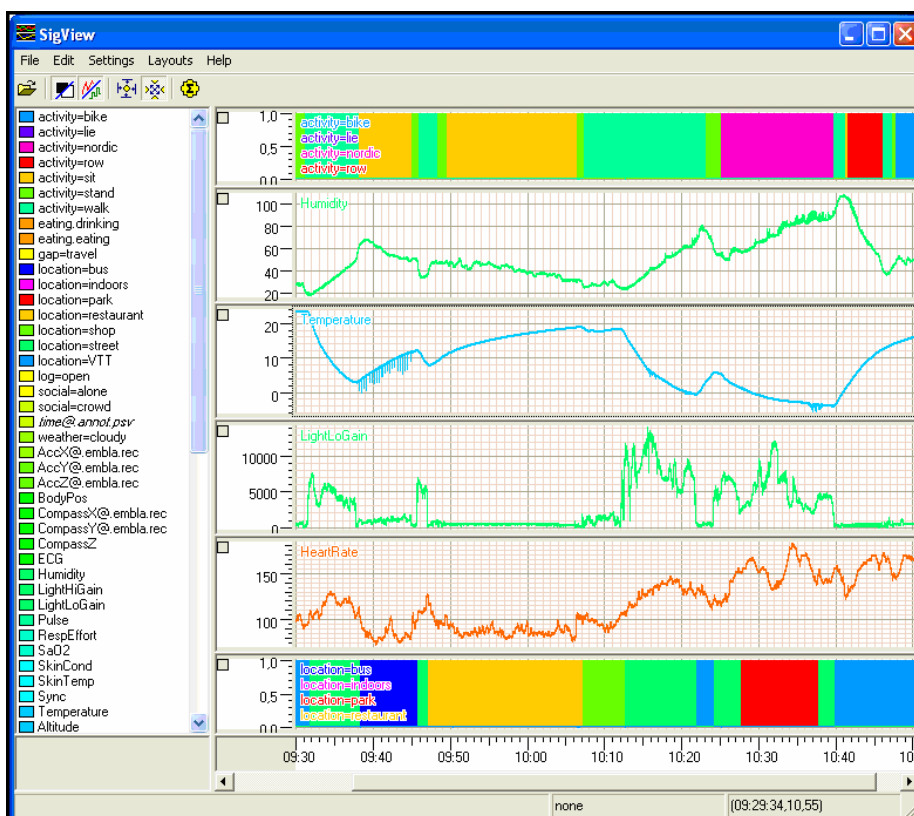 SigView
File Edit Settings Layouts Help
activity=bike
activity=lie
activity=nordic
activity=row
activity=sit
activity=stand
activity=walk
eating.drinking
eating.eating
gap=travel
location=bus
location=indoors
location=park
location=restaurant
location=shop
location=street
location=VTT
log=open
social=alone
social=crowd
time@.annot.psv
weather=cloudy
AccX@.embla.rec
AccY@.embla.rec
AccZ@.embla.rec
BodyPos
CompassX@.embla.rec
CompassY@.embla.rec
CompassZ
ECG
Humidity
LightHiGain
LightLoGain
Pulse
RespEffort
SaO2
SkinCond
SkinTemp
Sync
Temperature
Altitude
1,0
0,5
0,0
activity=bike
activity=lie
activity=nordic
activity=row
Humidity
100
80
60
40
20
Temperature
20
10
0
LightLoGain
10000
5000
0
HeartRate
150
100
1,0
0,5
0,0
location=bus
location=indoors
location=park
location=restaurant
09:30 09:40 09:50 10:00 10:10 10:20 10:30 10:40 10
none (09:29:34,10,55)